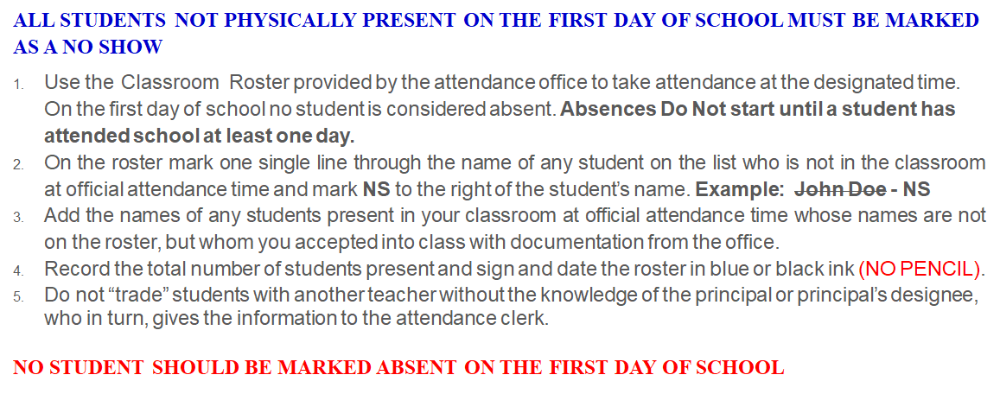 ALL STUDENTS NOT PHYSICALLY PRESENT ON THE FIRST DAY OF SCHOOL MUST BE MARKED
AS A NO SHOW
1. Use the Classroom Roster provided by the attendance office to take attendance at the designated time.
On the first day of school no student is considered absent. Absences Do Not start until a student has
attended school at least one day.
2. On the roster mark one single line through the name of any student on the list who is not in the classroom
at official attendance time and mark NS to the right of the student’s name. Example: John Doe - NS
3. Add the names of any students present in your classroom at official attendance time whose names are not
on the roster, but whom you accepted into class with documentation from the office.
4. Record the total number of students present and sign and date the roster in blue or black ink (NO PENCIL).
5. Do not “trade” students with another teacher without the knowledge of the principal or principal’s designee,
who in turn, gives the information to the attendance clerk.
NO STUDENT SHOULD BE MARKED ABSENT ON THE FIRST DAY OF SCHOOL